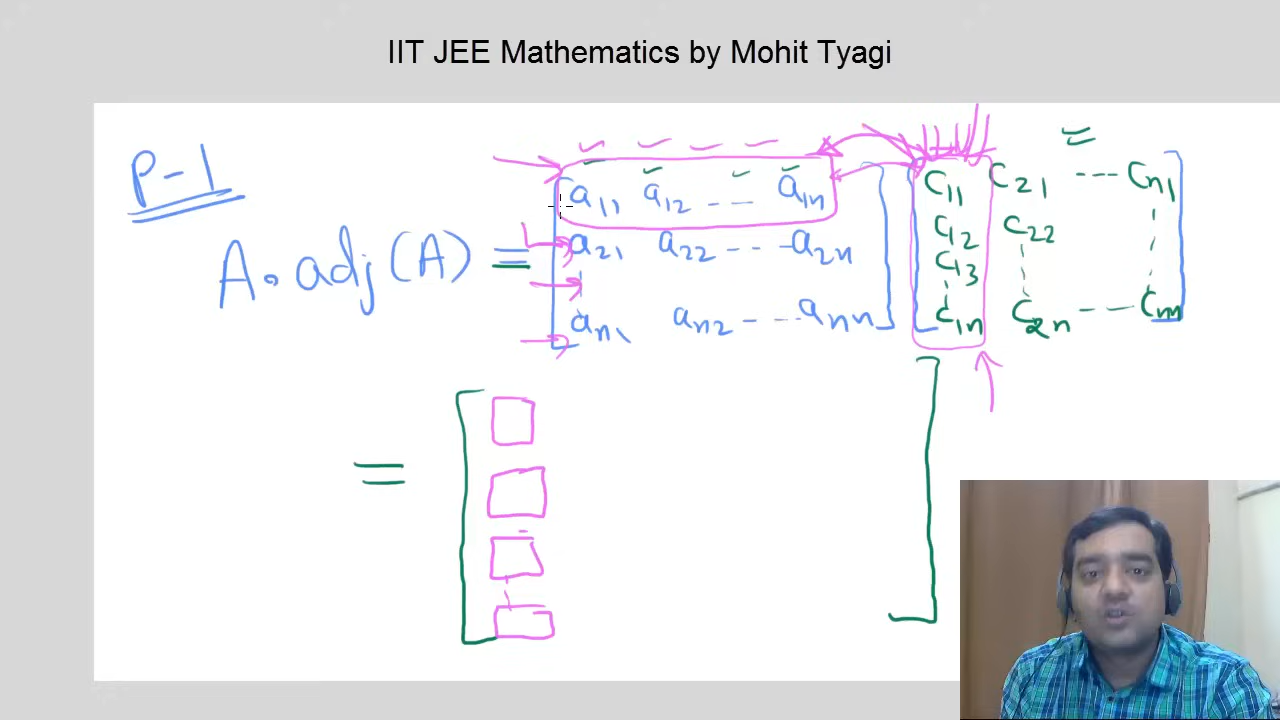 IIT JEE Mathematics by Mohit Tyagi
P-1
a11 a12 -- a1n C11 C21 --- Cn1
A. adj(A) = a21 a22 --- a2n C12 C22
C13
an1 an2 --- ann C1n C2n --- Cnn
=